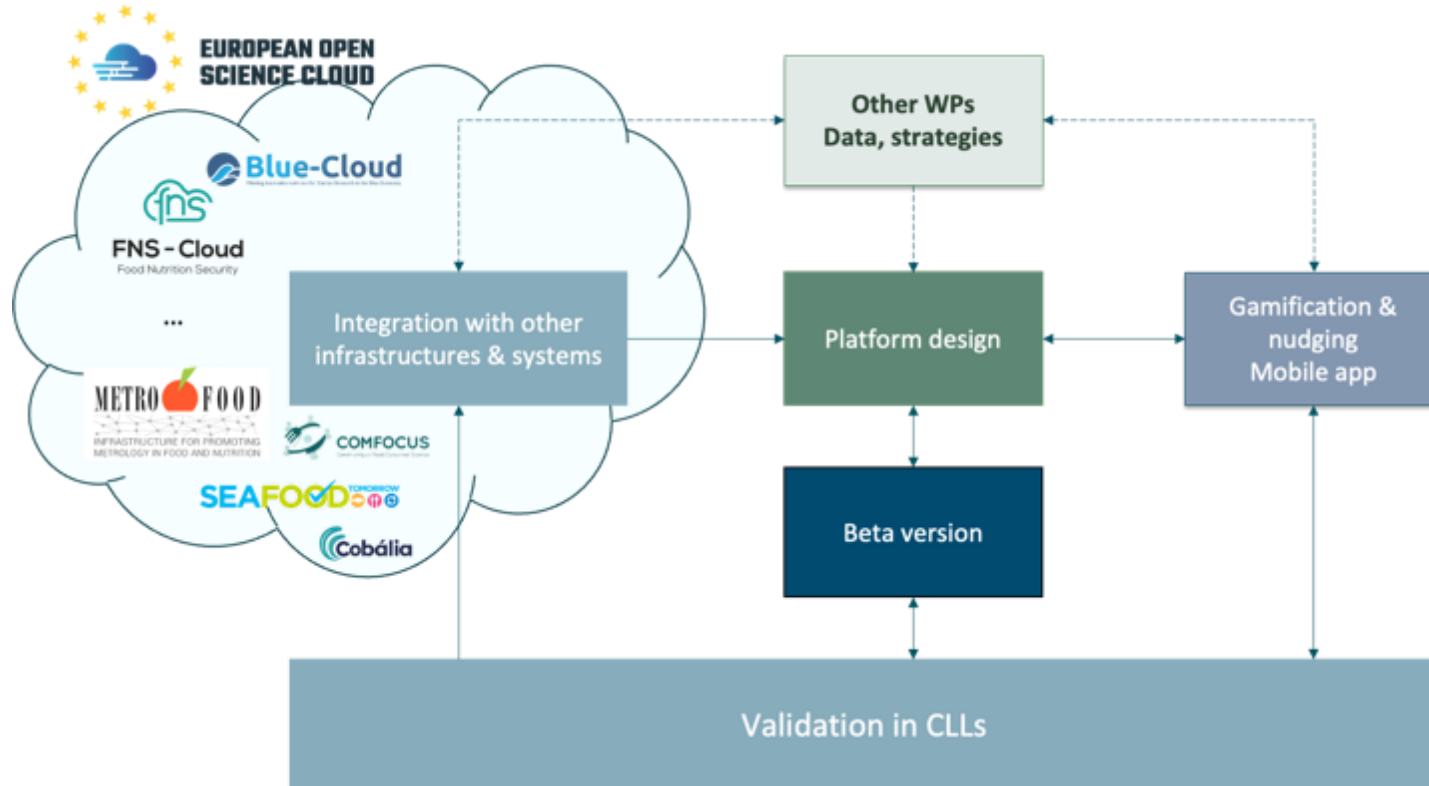 EUROPEAN OPEN
SCIENCE CLOUD
Other WPs
Data, strategies
Blue-Cloud
fns
FNS - Cloud
Food Nutrition Security
...
Integration with other
infrastructures & systems
Platform design
Gamification &
nudging
Mobile app
METROFOOD
INFRASTRUCTURE FOR PROMOTING
METROLOGY IN FOOD AND NUTRITION
COMFOCUS
SEAFOOD TOMORROW
Cobália
Beta version
Validation in CLLs